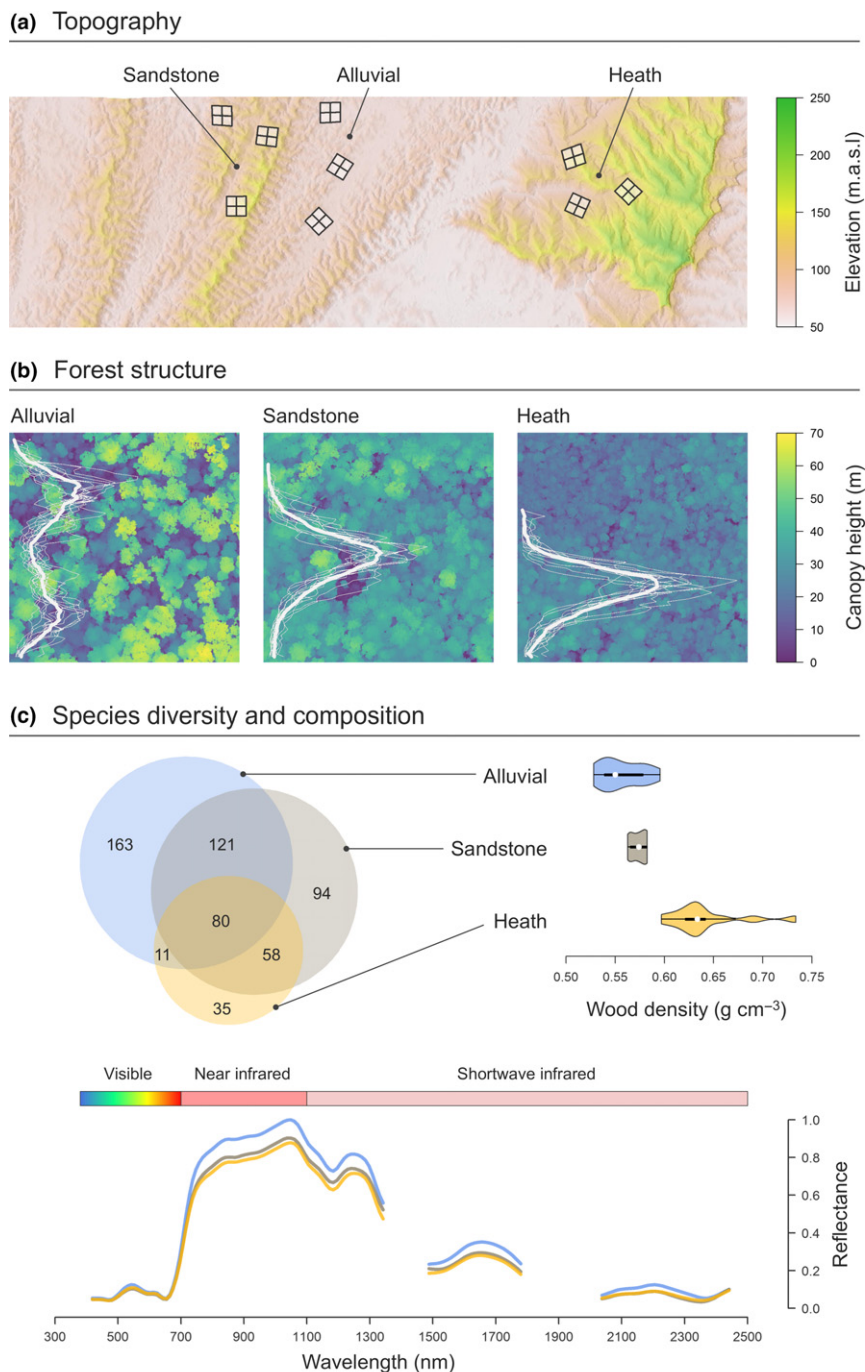 (a) Topography
Sandstone Alluvial Heath
250
200
150
100
50
Elevation (m.a.s.l)
(b) Forest structure
Alluvial Sandstone Heath
70
60
50
40
30
20
10
0
Canopy height (m)
(c) Species diversity and composition
Alluvial
163 121
Sandstone
94
80
Heath
11 58
35
0.50 0.55 0.60 0.65 0.70 0.75
Wood density (g cm⁻³)
Visible Near infrared Shortwave infrared
1.0
0.8
0.6
0.4
0.2
0.0
Reflectance
300 500 700 900 1100 1300 1500 1700 1900 2100 2300 2500
Wavelength (nm)